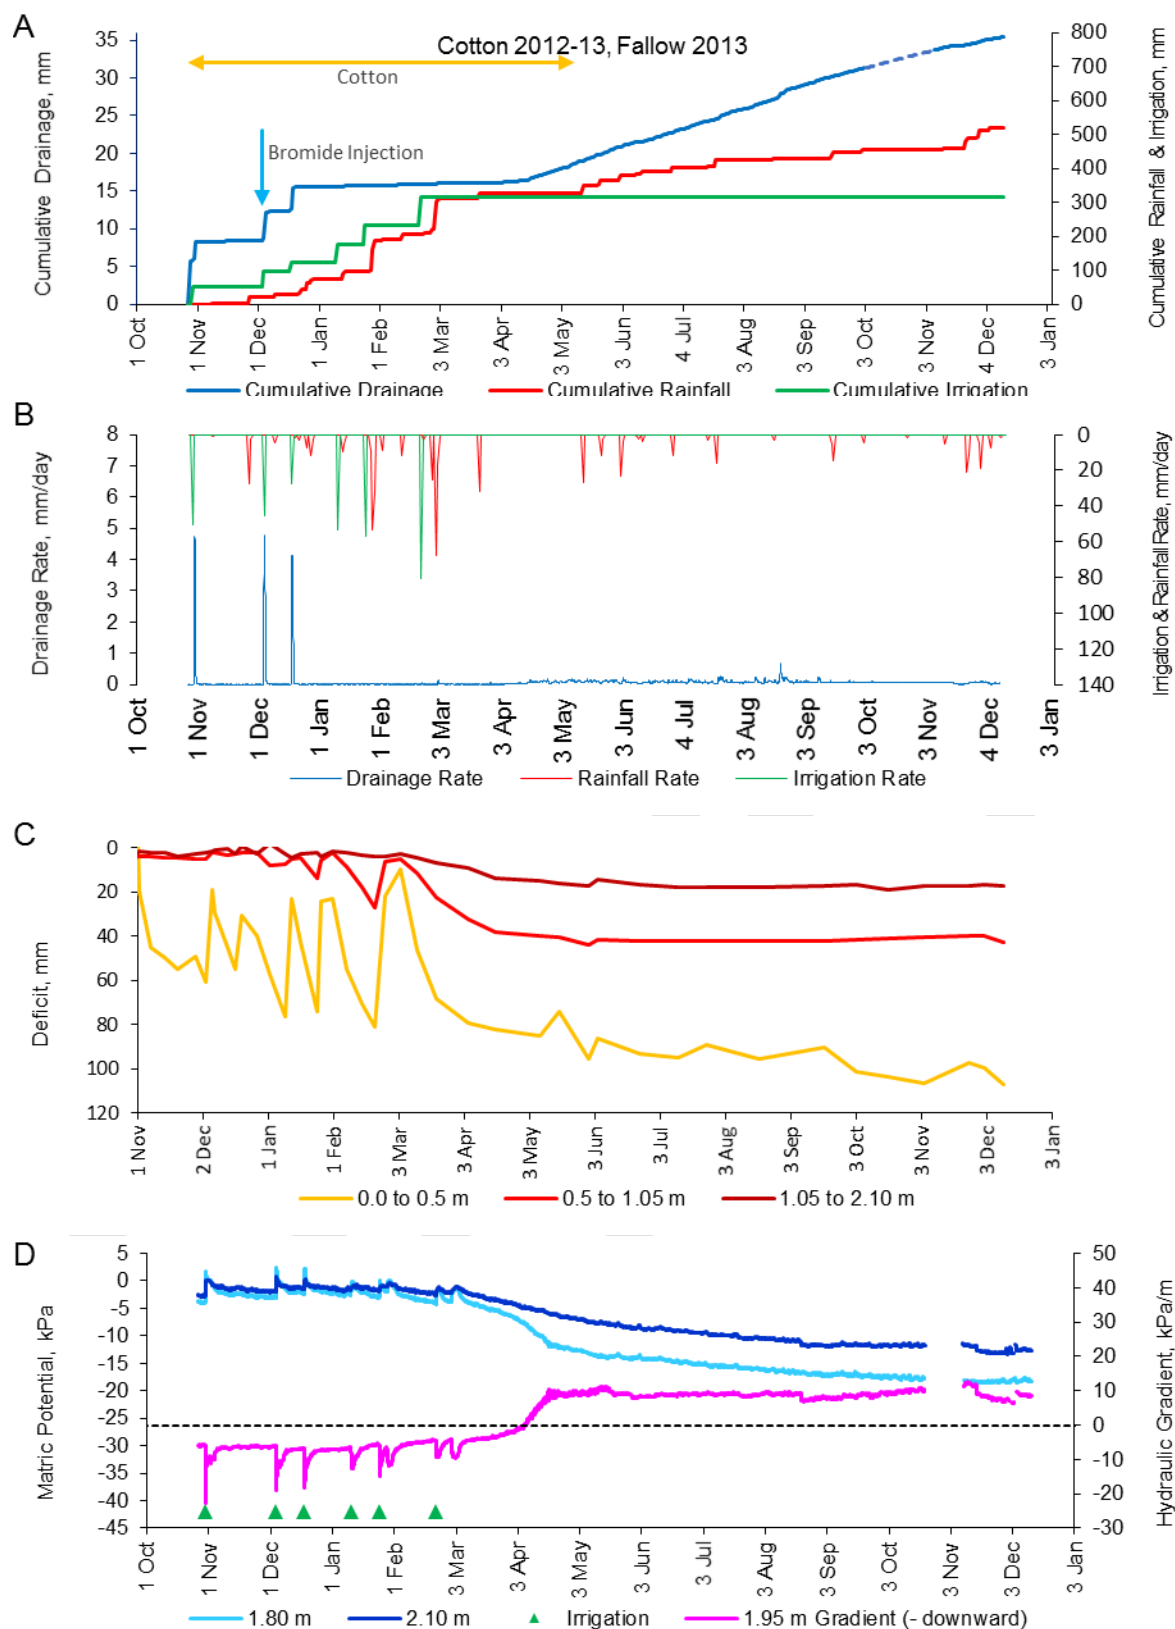 A
Cotton 2012-13, Fallow 2013
Cotton
Bromide Injection
Cumulative Drainage, mm
35
30
25
20
15
10
5
0
Cumulative Rainfall & Irrigation, mm
800
700
600
500
400
300
200
100
0
1 Oct
1 Nov
1 Dec
1 Jan
1 Feb
3 Mar
3 Apr
3 May
3 Jun
4 Jul
3 Aug
3 Sep
3 Oct
3 Nov
4 Dec
3 Jan
Cumulative Drainage
Cumulative Rainfall
Cumulative Irrigation
B
Drainage Rate, mm/day
8
7
6
5
4
3
2
1
0
Irrigation & Rainfall Rate, mm/day
0
20
40
60
80
100
120
140
1 Oct
1 Nov
1 Dec
1 Jan
1 Feb
3 Mar
3 Apr
3 May
3 Jun
4 Jul
3 Aug
3 Sep
3 Oct
3 Nov
4 Dec
3 Jan
Drainage Rate
Rainfall Rate
Irrigation Rate
C
Deficit, mm
0
20
40
60
80
100
120
1 Nov
2 Dec
1 Jan
1 Feb
3 Mar
3 Apr
3 May
3 Jun
3 Jul
3 Aug
3 Sep
3 Oct
3 Nov
3 Dec
3 Jan
0.0 to 0.5 m
0.5 to 1.05 m
1.05 to 2.10 m
D
Matric Potential, kPa
5
0
-5
-10
-15
-20
-25
-30
-35
-40
-45
Hydraulic Gradient, kPa/m
50
40
30
20
10
0
-10
-20
-30
1 Oct
1 Nov
1 Dec
1 Jan
1 Feb
3 Mar
3 Apr
3 May
3 Jun
3 Jul
3 Aug
3 Sep
3 Oct
3 Nov
3 Dec
3 Jan
1.80 m
2.10 m
Irrigation
1.95 m Gradient (- downward)